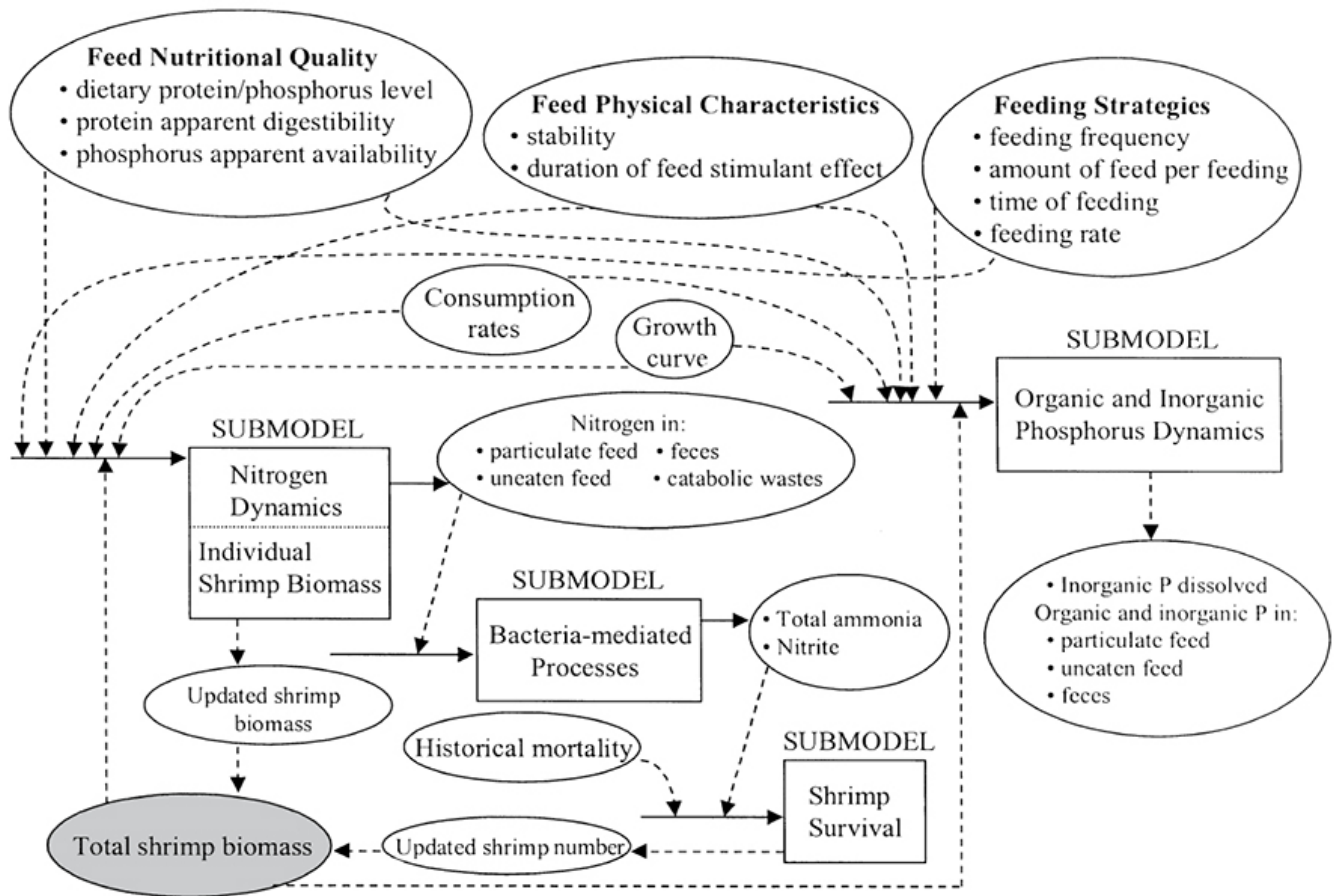 Feed Nutritional Quality
• dietary protein/phosphorus level
• protein apparent digestibility
• phosphorus apparent availability
Feed Physical Characteristics
• stability
• duration of feed stimulant effect
Feeding Strategies
• feeding frequency
• amount of feed per feeding
• time of feeding
• feeding rate
Consumption
rates
Growth
curve
SUBMODEL
Organic and Inorganic
Phosphorus Dynamics
SUBMODEL
Nitrogen
Dynamics
Individual
Shrimp Biomass
Nitrogen in:
• particulate feed • feces
• uneaten feed • catabolic wastes
SUBMODEL
Bacteria-mediated
Processes
• Total ammonia
• Nitrite
• Inorganic P dissolved
Organic and inorganic P in:
• particulate feed
• uneaten feed
• feces
Updated shrimp
biomass
Historical mortality
SUBMODEL
Shrimp
Survival
Total shrimp biomass
Updated shrimp number